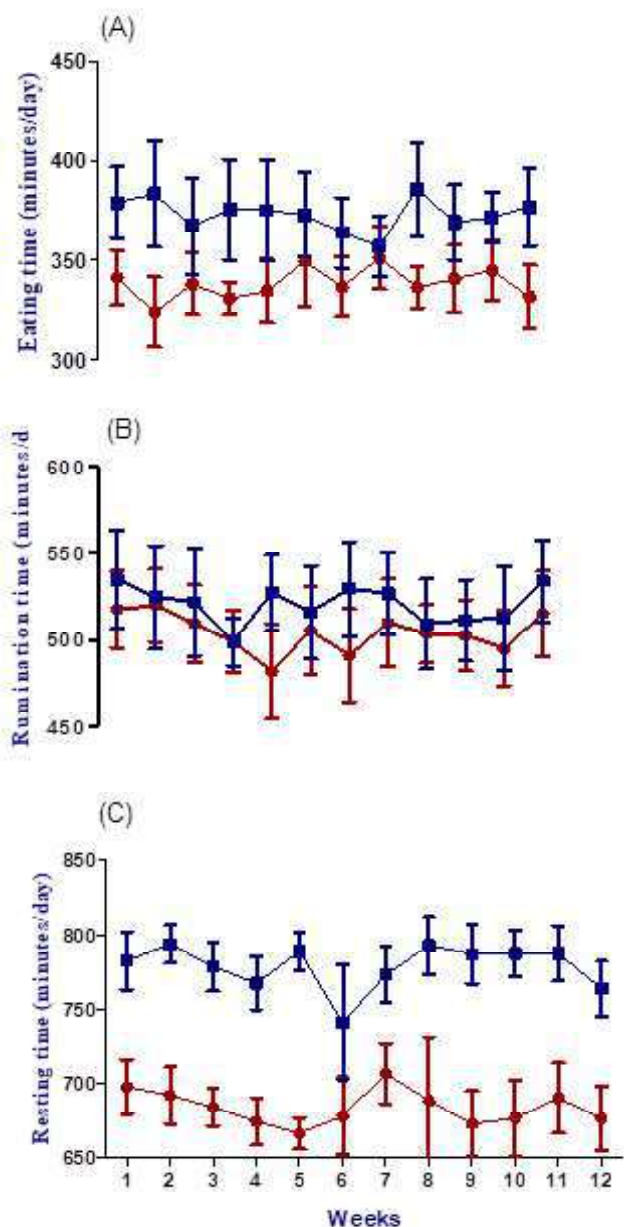 (A)
Eating time (minutes/day)
450
400
350
300
(B)
Rumination time (minutes/d
600
550
500
450
(C)
Resting time (minutes/day)
850
800
750
700
650
1 2 3 4 5 6 7 8 9 10 11 12
Weeks